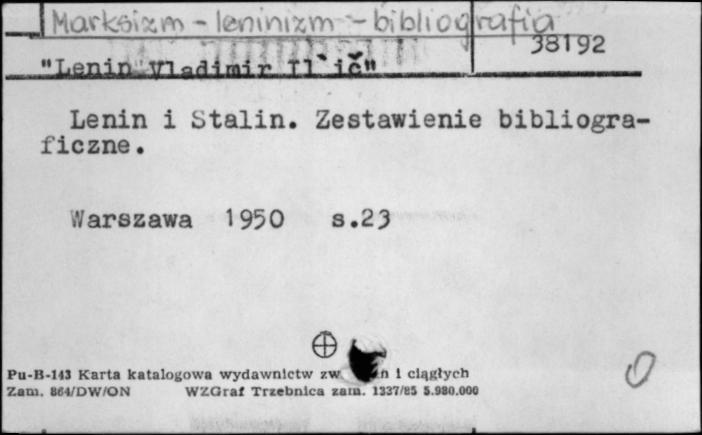 Marksizm - leninizm - bibliografia
38192
"Lenin" Vladimir Il`ič"
Lenin i Stalin. Zestawienie bibliogra-
ficzne.
Warszawa 1950 s.23
Pu-B-143 Karta katalogowa wydawnictw zw n i ciągłych
Zam. 864/DW/ON WZGraf Trzebnica zam. 1337/85 5.980.000
0